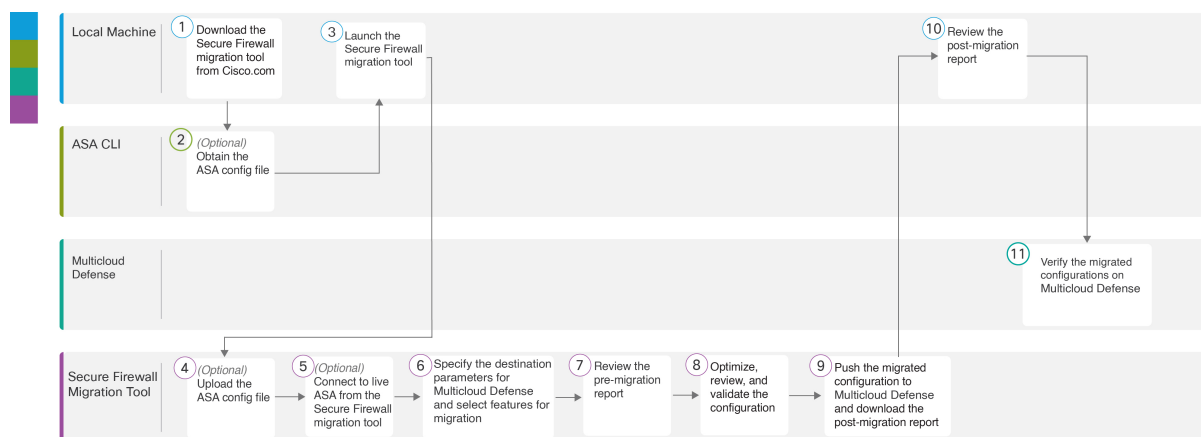 Local Machine
1
Download the
Secure Firewall
migration tool
from Cisco.com
3
Launch the
Secure Firewall
migration tool
10
Review the
post-migration
report
ASA CLI
2
(Optional)
Obtain the
ASA config file
Multicloud
Defense
11
Verify the migrated
configurations on
Multicloud Defense
Secure Firewall
Migration Tool
4
(Optional)
Upload the
ASA config file
5
(Optional)
Connect to live
ASA from the
Secure Firewall
migration tool
6
Specify the destination
parameters for
Multicloud Defense
and select features for
migration
7
Review the
pre-migration
report
8
Optimize,
review, and
validate the
configuration
9
Push the migrated
configuration to
Multicloud Defense
and download the
post-migration report